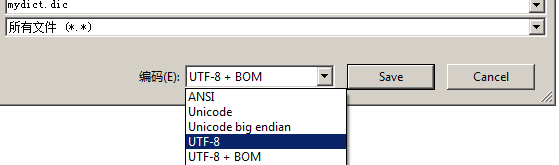 mydict.dic
所有文件 (*.*)
编码(E): UTF-8 + BOM Save Cancel
ANSI
Unicode
Unicode big endian
UTF-8
UTF-8 + BOM